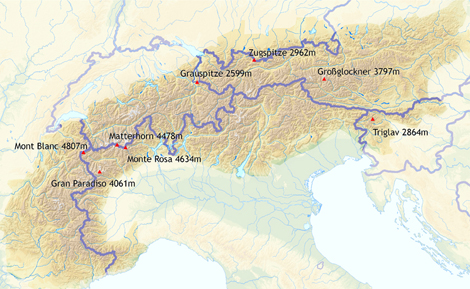 Zugspitze 2962m
Grauspitze 2599m
Großglockner 3797m
Triglav 2864m
Matterhorn 4478m
Mont Blanc 4807m
Monte Rosa 4634m
Gran Paradiso 4061m